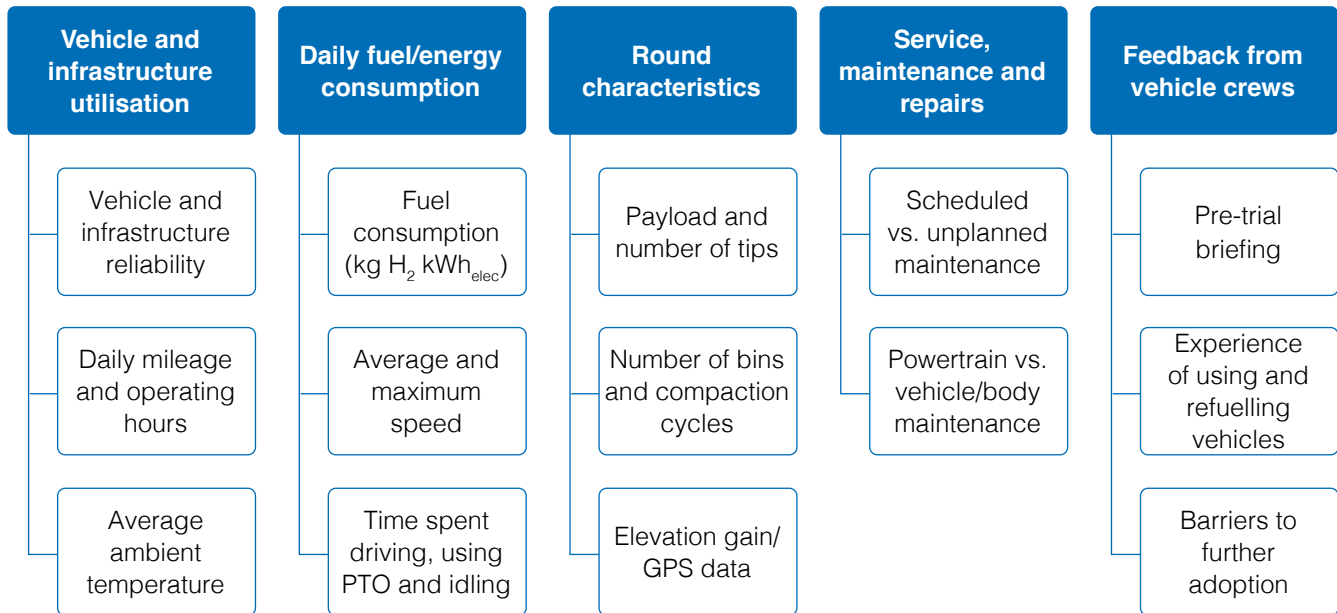 Vehicle and
infrastructure
utilisation
Vehicle and
infrastructure
reliability
Daily mileage
and operating
hours
Average
ambient
temperature
Daily fuel/energy
consumption
Fuel
consumption
(kg H₂ kWhₑₗₑc)
Average and
maximum
speed
Time spent
driving, using
PTO and idling
Round
characteristics
Payload and
number of tips
Number of bins
and compaction
cycles
Elevation gain/
GPS data
Service,
maintenance and
repairs
Scheduled
vs. unplanned
maintenance
Powertrain vs.
vehicle/body
maintenance
Feedback from
vehicle crews
Pre-trial
briefing
Experience
of using and
refuelling
vehicles
Barriers to
further
adoption